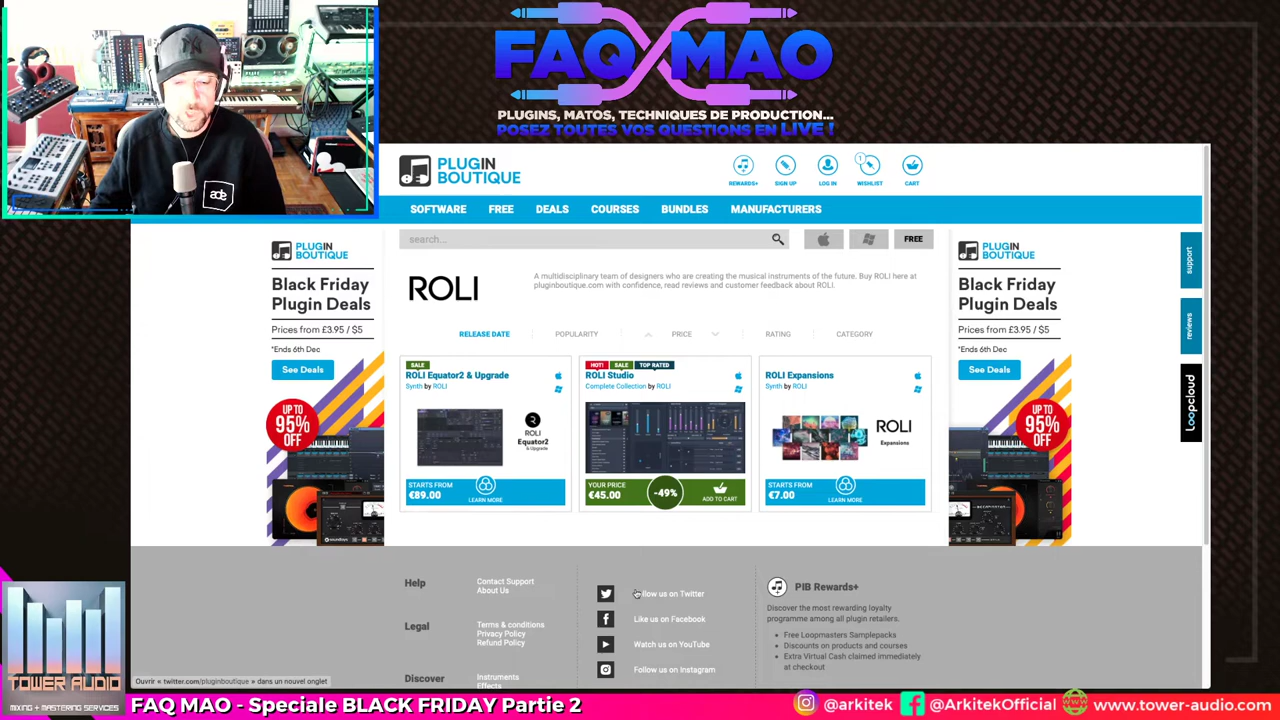 FAQ MAO
PLUGINS, MATOS, TECHNIQUES DE PRODUCTION...
POSEZ TOUTES VOS QUESTIONS EN LIVE !
ade
PLUGIN
BOUTIQUE
REWARDS+
SIGN UP
LOG IN
1
WISHLIST
CART
SOFTWARE
FREE
DEALS
COURSES
BUNDLES
MANUFACTURERS
search...
FREE
PLUGIN
BOUTIQUE
Black Friday
Plugin Deals
Prices from £3.95 / $5
*Ends 6th Dec
See Deals
UP TO
95%
OFF
ROLI
A multidisciplinary team of designers who are creating the musical instruments of the future. Buy ROLI here at
pluginboutique.com with confidence, read reviews and customer feedback about ROLI.
RELEASE DATE
POPULARITY
PRICE
RATING
CATEGORY
SALE
ROLI Equator2 & Upgrade
Synth by ROLI
ROLI
Equator2
& Upgrade
STARTS FROM
€89.00
LEARN MORE
HOT!
SALE
TOP RATED
ROLI Studio
Complete Collection by ROLI
YOUR PRICE
€45.00
-49%
ADD TO CART
ROLI Expansions
Synth by ROLI
ROLI
Expansions
STARTS FROM
€7.00
LEARN MORE
PLUGIN
BOUTIQUE
Black Friday
Plugin Deals
Prices from £3.95 / $5
*Ends 6th Dec
See Deals
UP TO
95%
OFF
support
reviews
Loopcloud
Help
Contact Support
About Us
Legal
Terms & conditions
Privacy Policy
Refund Policy
Discover
Instruments
Effects
Follow us on Twitter
Like us on Facebook
Watch us on YouTube
Follow us on Instagram
PIB Rewards+
Discover the most rewarding loyalty
programme among all plugin retailers.
Free Loopmasters Samplepacks
Discounts on products and courses
Extra Virtual Cash claimed immediately
at checkout
Ouvrir « twitter.com/pluginboutique » dans un nouvel onglet
TOWER AUDIO
MIXING + MASTERING SERVICES
FAQ MAO - Speciale BLACK FRIDAY Partie 2
@arkitek
@ArkitekOfficial
www.tower-audio.com